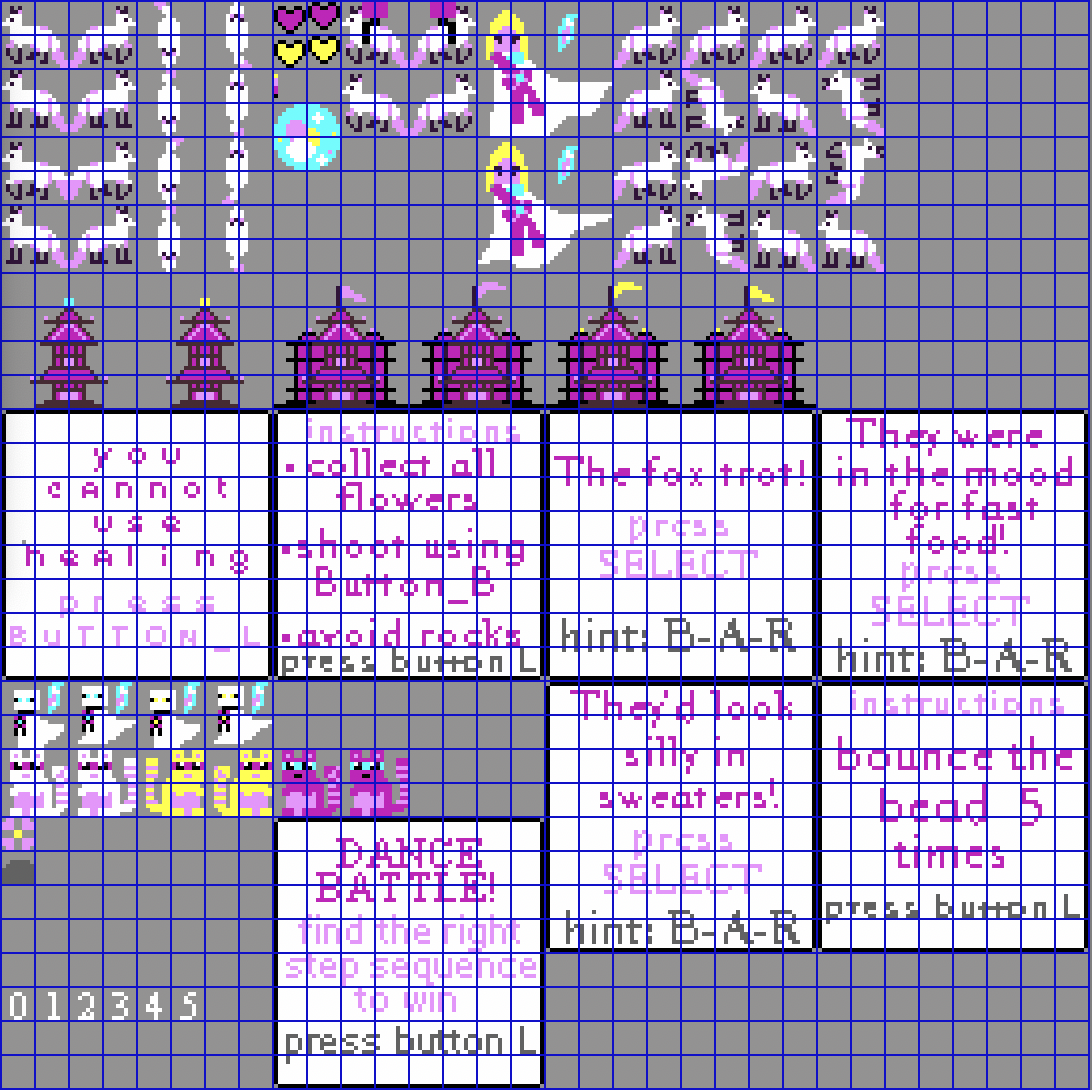 you
cannot
use
healing
press
BUTTON_L
instructions
•collect all
flowers
•shoot using
Button_B
•avoid rocks
press button L
The fox trot!
press
SELECT
hint: B-A-R
They were
in the mood
for fast
food!
press
SELECT
hint: B-A-R
They'd look
silly in
sweaters!
press
SELECT
hint: B-A-R
instructions
bounce the
bead 5
times
press button L
DANCE
BATTLE!
find the right
step sequence
to win
press button L
0 1 2 3 4 5